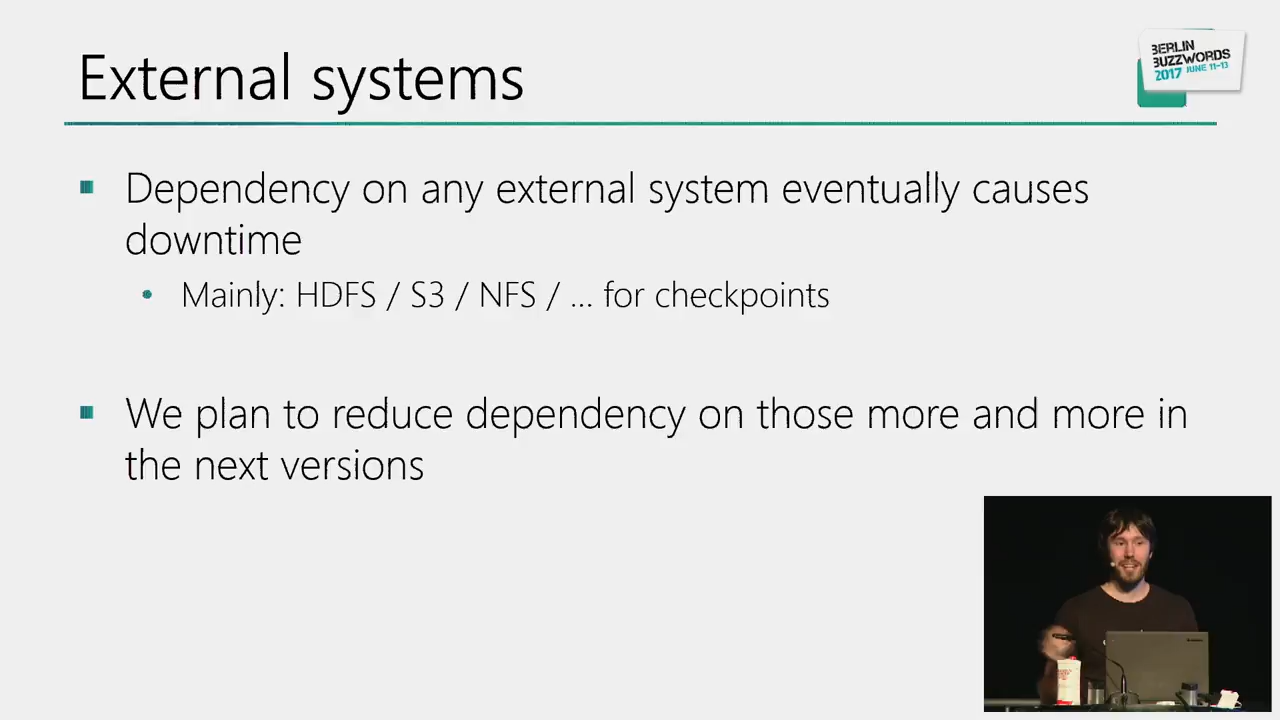 External systems
BERLIN
BUZZWORDS
2017 JUNE 11-13
Dependency on any external system eventually causes
downtime
Mainly: HDFS / S3 / NFS / ... for checkpoints
We plan to reduce dependency on those more and more in
the next versions